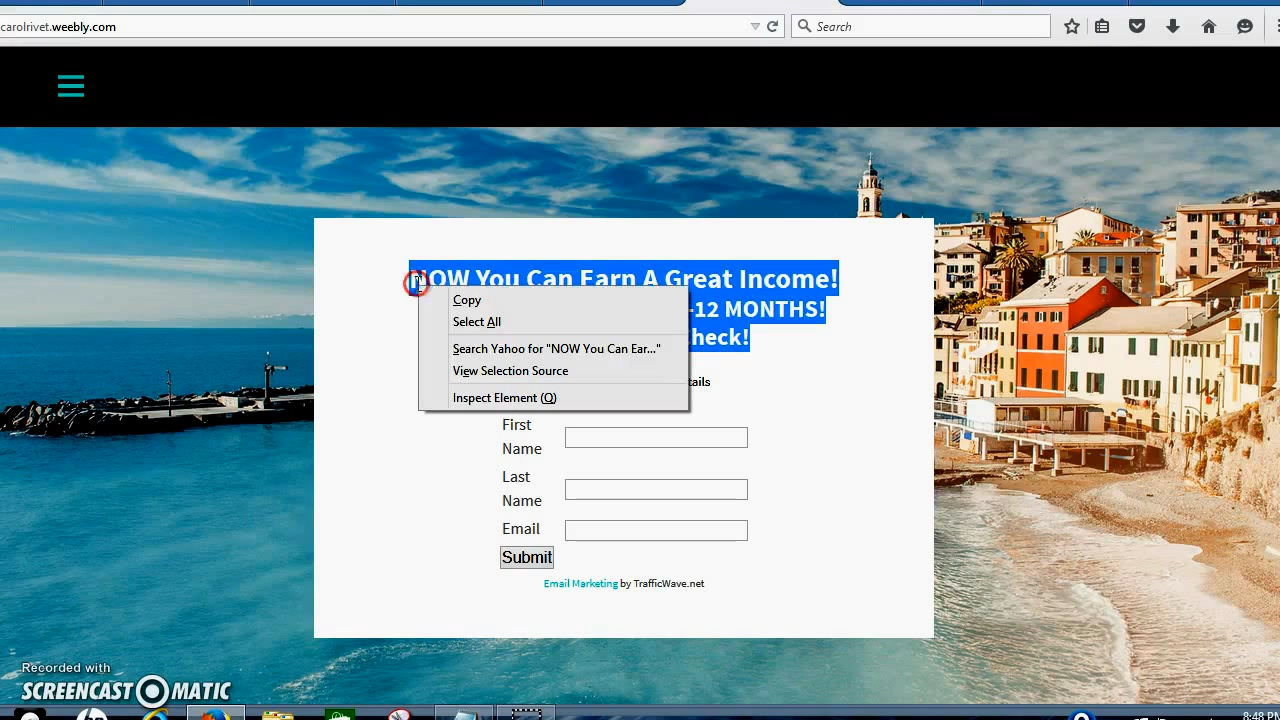 carolrivet.weebly.com
Search
NOW You Can Earn A Great Income!
-12 MONTHS!
Check!
Copy
Select All
Search Yahoo for "NOW You Can Ear..."
View Selection Source
Inspect Element (Q)
First
Name
Last
Name
Email
Submit
Email Marketing by TrafficWave.net
Recorded with
SCREENCAST MATIC
8:48 PM